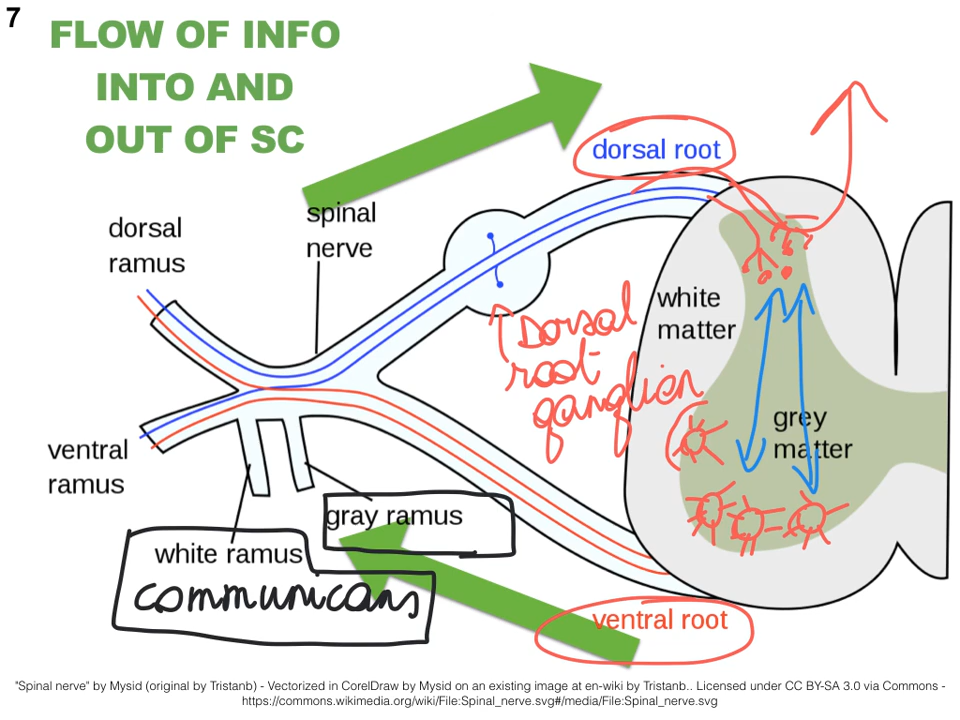 7
FLOW OF INFO
INTO AND
OUT OF SC
dorsal root
dorsal
ramus
spinal
nerve
white
matter
Dorsal
root
ganglion
grey
matter
ventral
ramus
gray ramus
white ramus
communicans
ventral root
"Spinal nerve" by Mysid (original by Tristanb) - Vectorized in CorelDraw by Mysid on an existing image at en-wiki by Tristanb.. Licensed under CC BY-SA 3.0 via Commons -
https://commons.wikimedia.org/wiki/File:Spinal_nerve.svg#/media/File:Spinal_nerve.svg